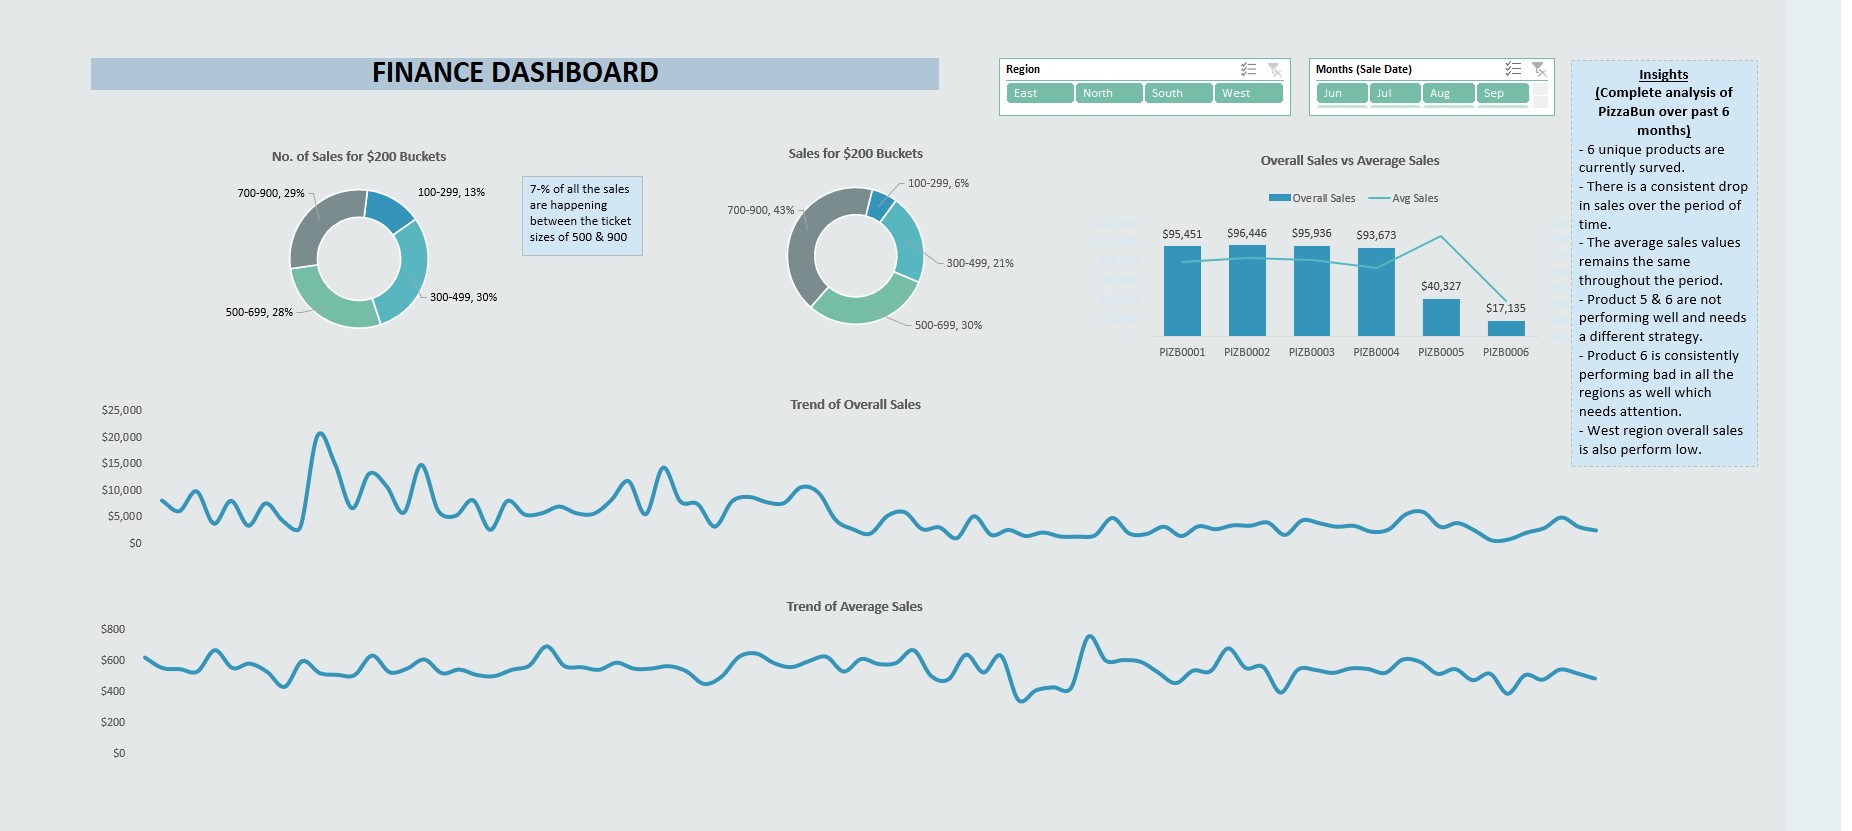 FINANCE DASHBOARD
Region
East
North
South
West
Months (Sale Date)
Jun
Jul
Aug
Sep
Insights
(Complete analysis of
PizzaBun over past 6
months)
- 6 unique products are
currently surved.
- There is a consistent drop
in sales over the period of
time.
- The average sales values
remains the same
throughout the period.
- Product 5 & 6 are not
performing well and needs
a different strategy.
- Product 6 is consistently
performing bad in all the
regions as well which
needs attention.
- West region overall sales
is also perform low.
No. of Sales for $200 Buckets
700-900, 29%
100-299, 13%
300-499, 30%
500-699, 28%
7-% of all the sales
are happening
between the ticket
sizes of 500 & 900
Sales for $200 Buckets
100-299, 6%
700-900, 43%
300-499, 21%
500-699, 30%
Overall Sales vs Average Sales
Overall Sales
Avg Sales
$95,451
$96,446
$95,936
$93,673
$40,327
$17,135
PIZB0001
PIZB0002
PIZB0003
PIZB0004
PIZB0005
PIZB0006
Trend of Overall Sales
$25,000
$20,000
$15,000
$10,000
$5,000
$0
Trend of Average Sales
$800
$600
$400
$200
$0